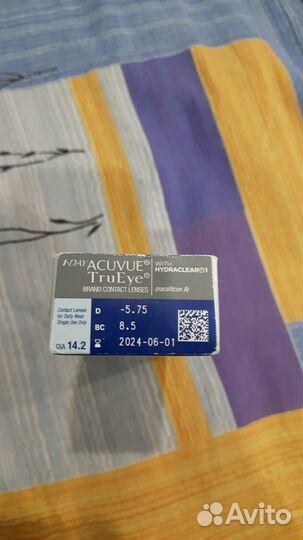 1-DAY ACUVUE®
TruEye®
BRAND CONTACT LENSES
WITH
HYDRACLEAR®1
(narafilcon A)
Contact Lenses
for Daily Wear
Single Use Only
DIA 14.2
D -5.75
BC 8.5
2024-06-01
Avito